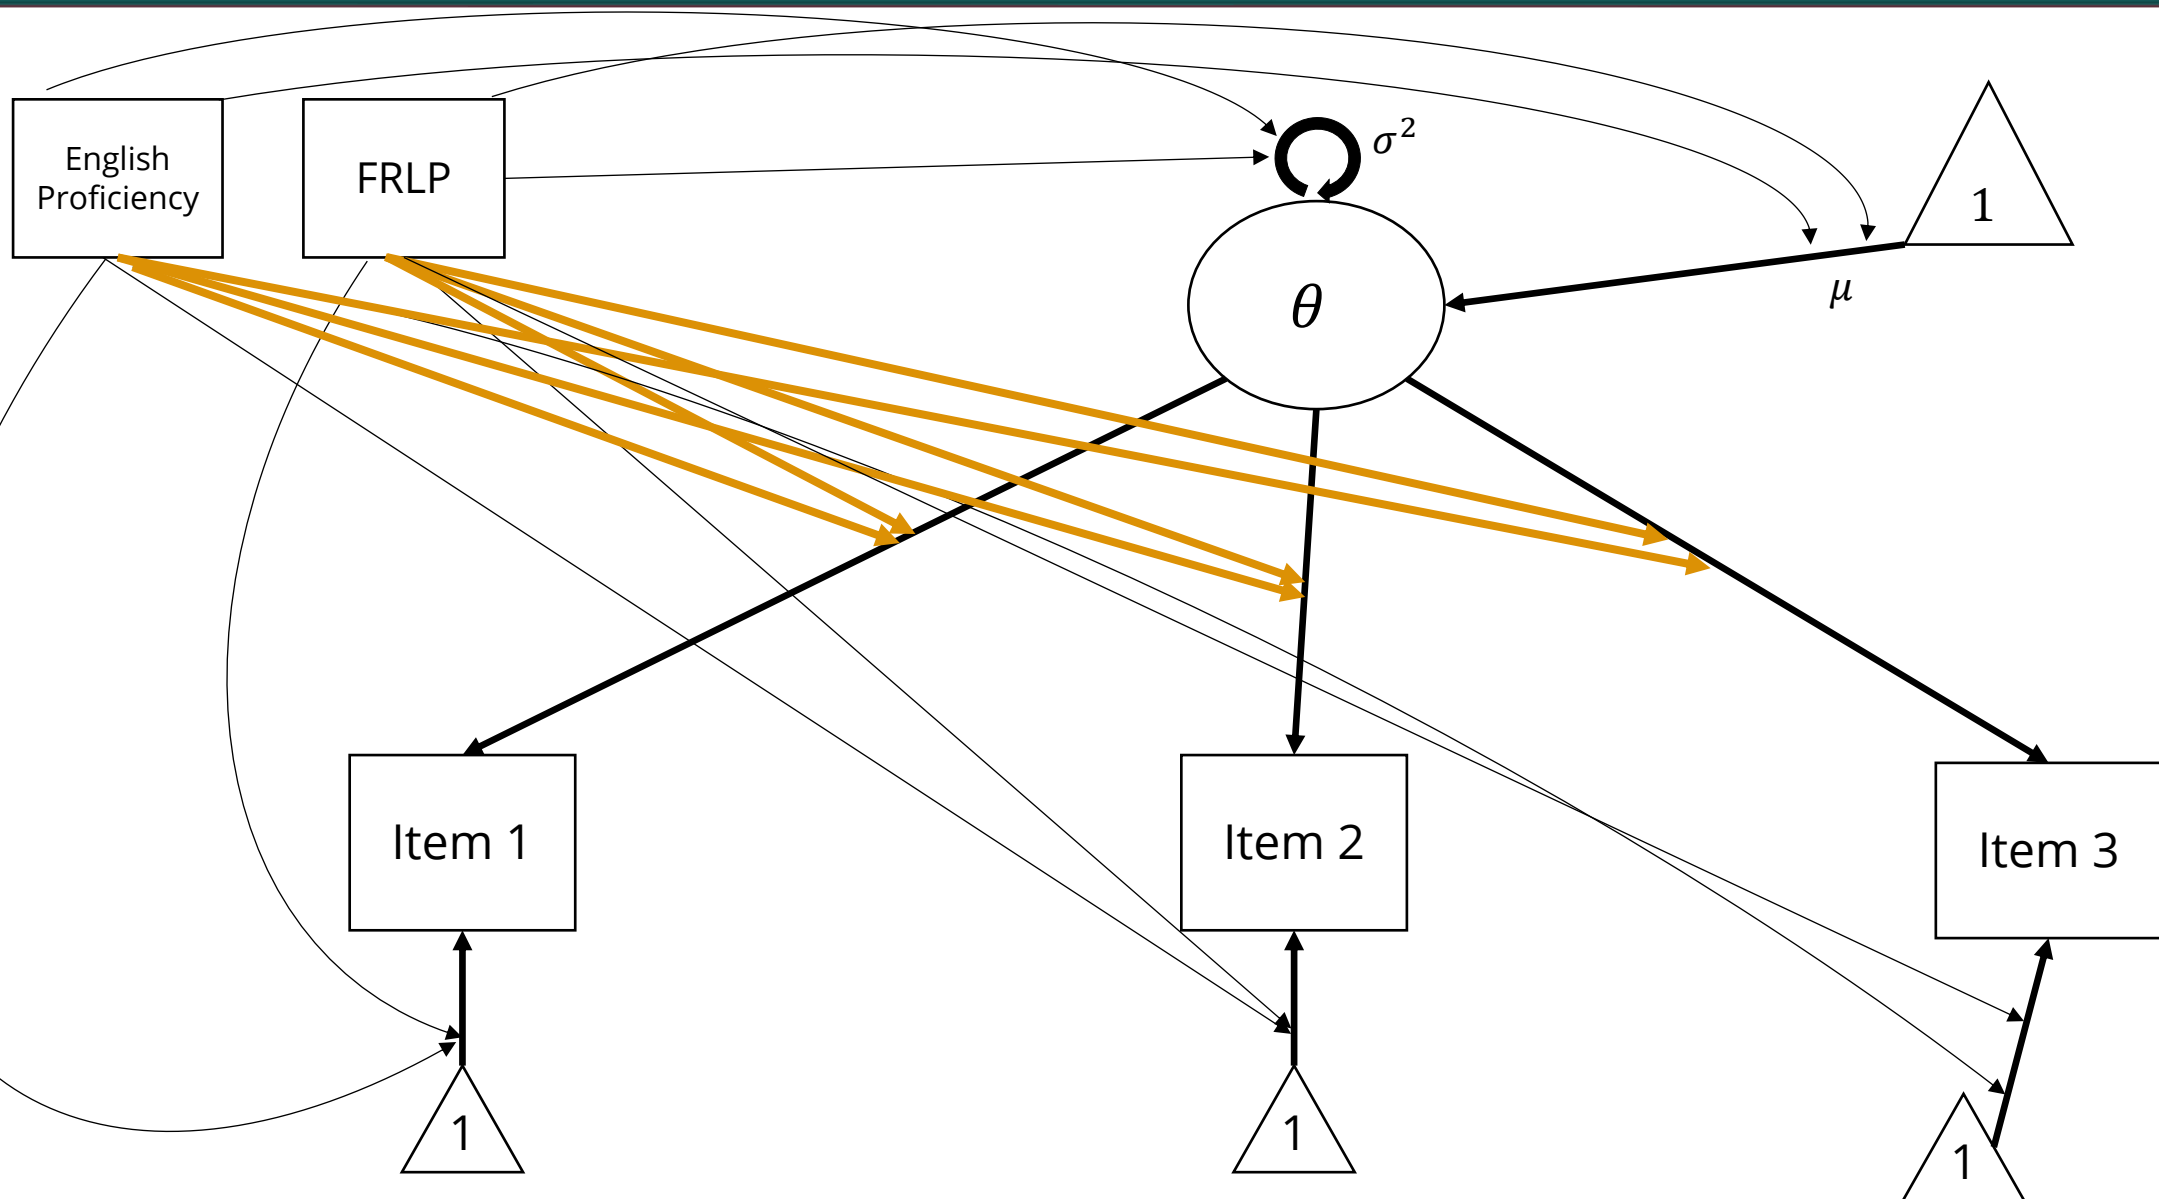 English
Proficiency
FRLP
σ²
1
θ
μ
Item 1
Item 2
Item 3
1
1
1